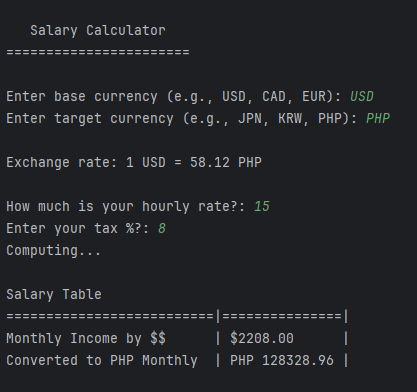 Salary Calculator
=======================
Enter base currency (e.g., USD, CAD, EUR): USD
Enter target currency (e.g., JPN, KRW, PHP): PHP
Exchange rate: 1 USD = 58.12 PHP
How much is your hourly rate?: 15
Enter your tax %?: 8
Computing...
Salary Table
==========================|===============|
Monthly Income by $$      | $2208.00      |
Converted to PHP Monthly  | PHP 128328.96 |